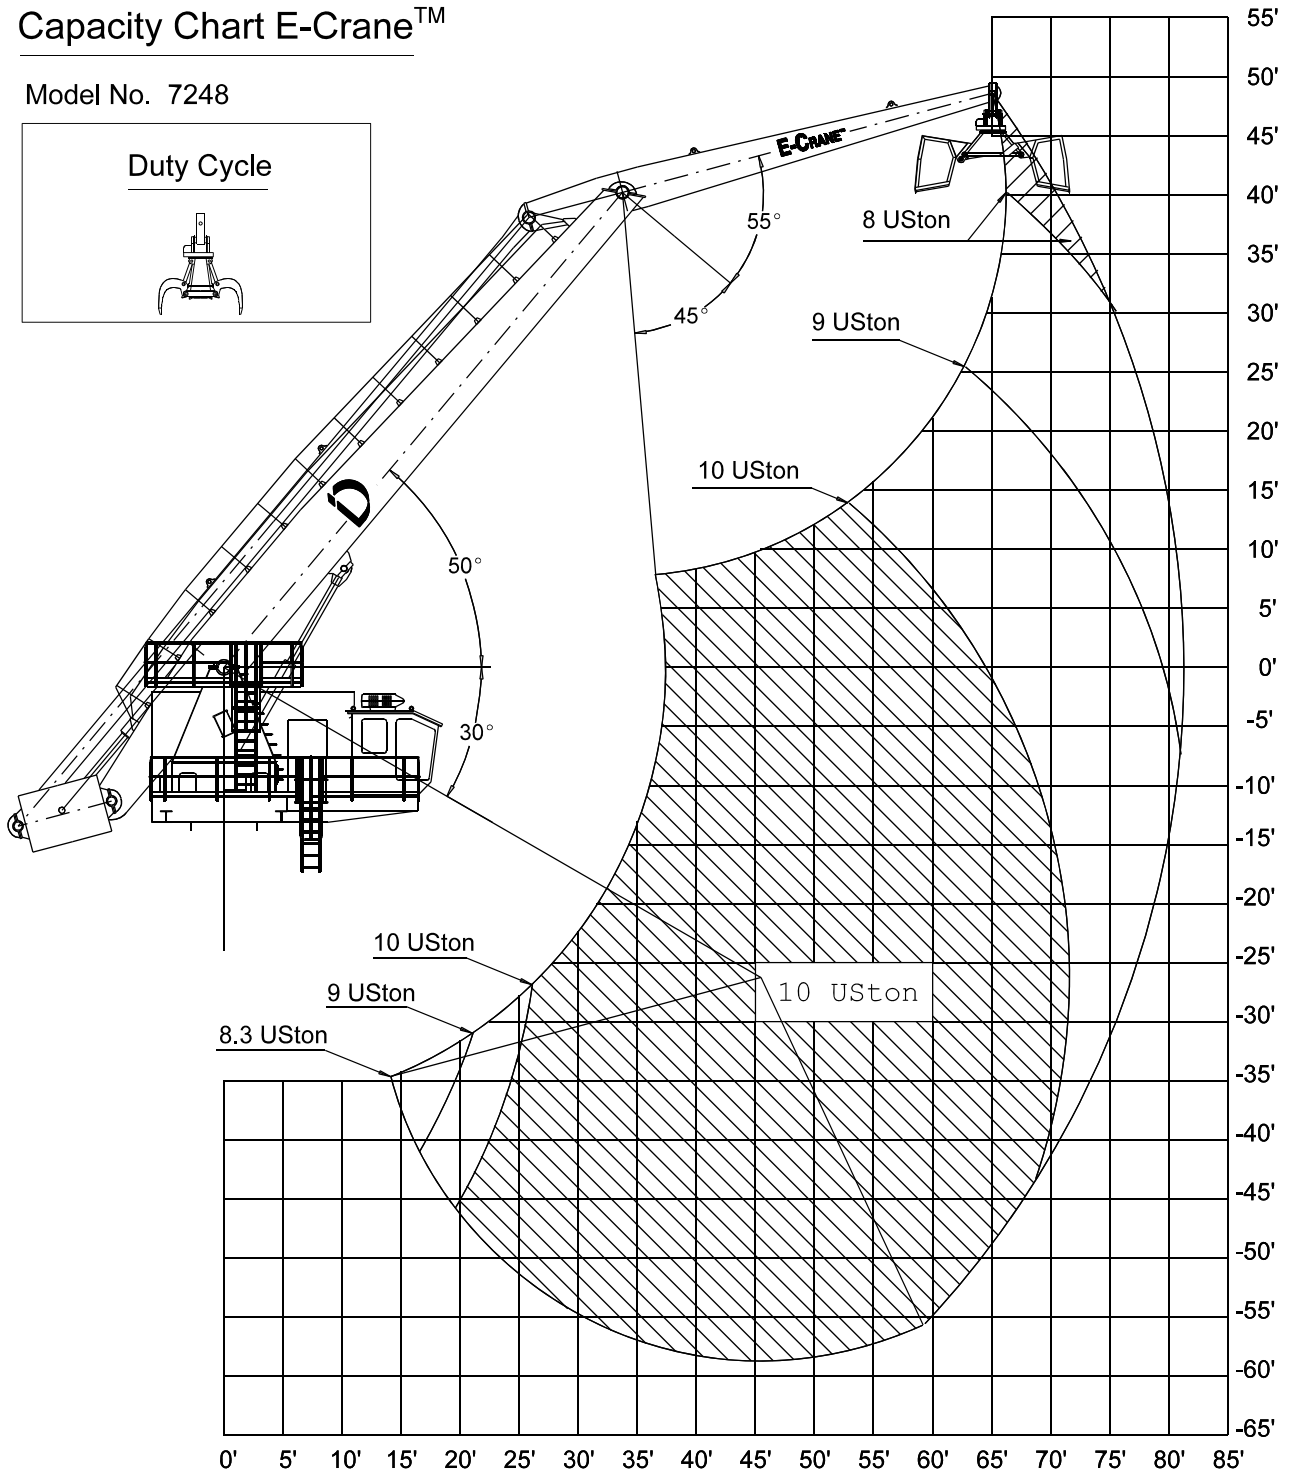 Capacity Chart E-Crane™
Model No. 7248
Duty Cycle
E-CRANE™
D
55°
45°
50°
30°
8 USton
9 USton
10 USton
10 USton
9 USton
8.3 USton
10 USton
55'
50'
45'
40'
35'
30'
25'
20'
15'
10'
5'
0'
-5'
-10'
-15'
-20'
-25'
-30'
-35'
-40'
-45'
-50'
-55'
-60'
-65'
0' 5' 10' 15' 20' 25' 30' 35' 40' 45' 50' 55' 60' 65' 70' 75' 80' 85'